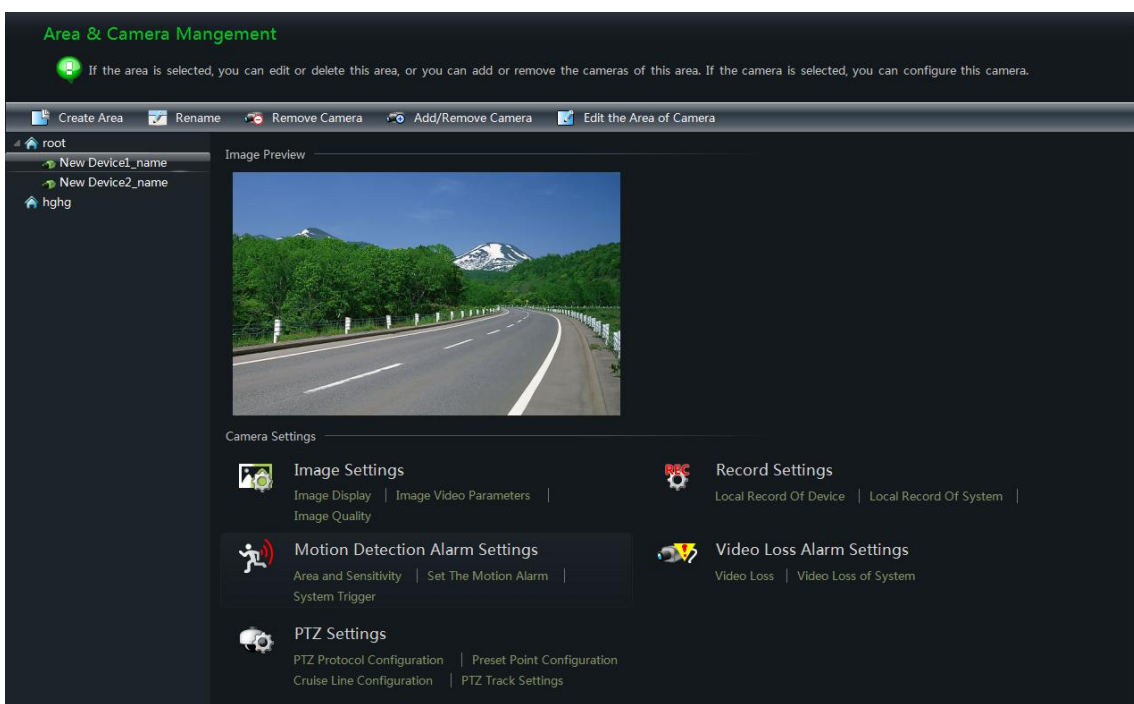 Area & Camera Mangement
If the area is selected, you can edit or delete this area, or you can add or remove the cameras of this area. If the camera is selected, you can configure this camera.
Create Area Rename Remove Camera Add/Remove Camera Edit the Area of Camera
root
New Device1_name
New Device2_name
hghg
Image Preview
Camera Settings
Image Settings
Image Display | Image Video Parameters |
Image Quality
REC
Record Settings
Local Record Of Device | Local Record Of System |
Motion Detection Alarm Settings
Area and Sensitivity | Set The Motion Alarm |
System Trigger
Video Loss Alarm Settings
Video Loss | Video Loss of System
PTZ Settings
PTZ Protocol Configuration | Preset Point Configuration
Cruise Line Configuration | PTZ Track Settings